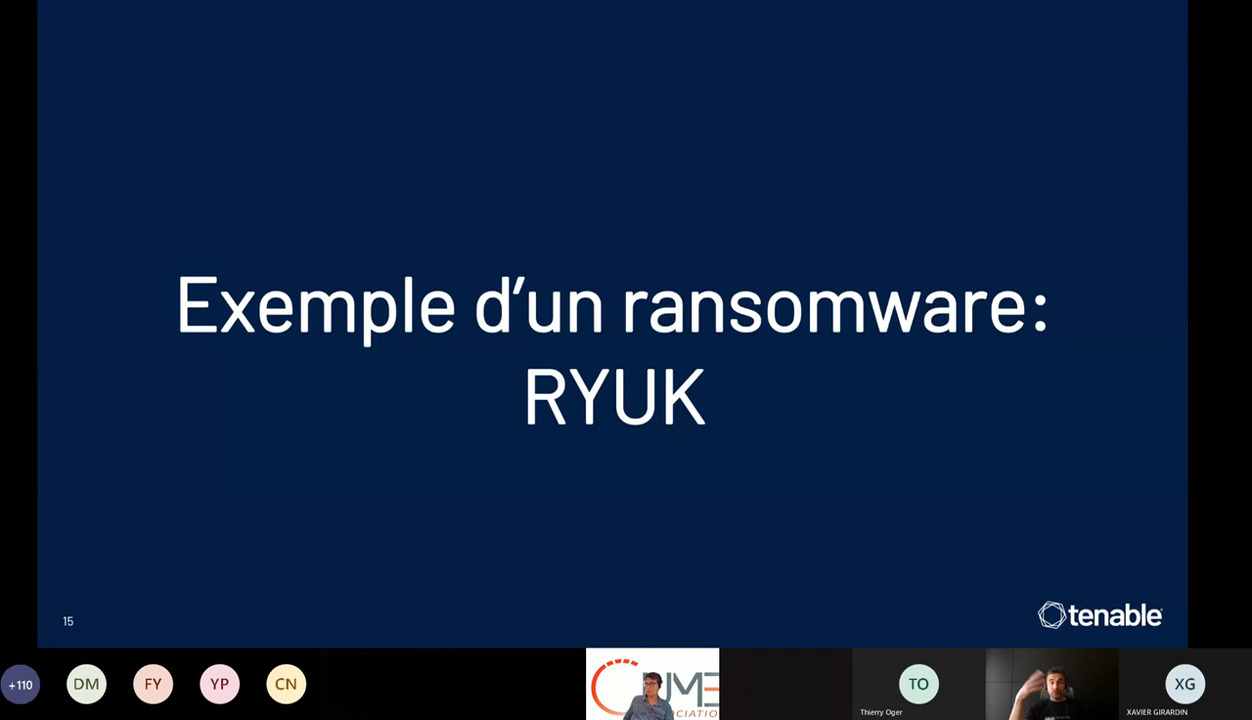 Exemple d’un ransomware:
RYUK
15
tenable
+110
DM
FY
YP
CN
TO
Thierry Oger
XG
XAVIER GIRARDIN